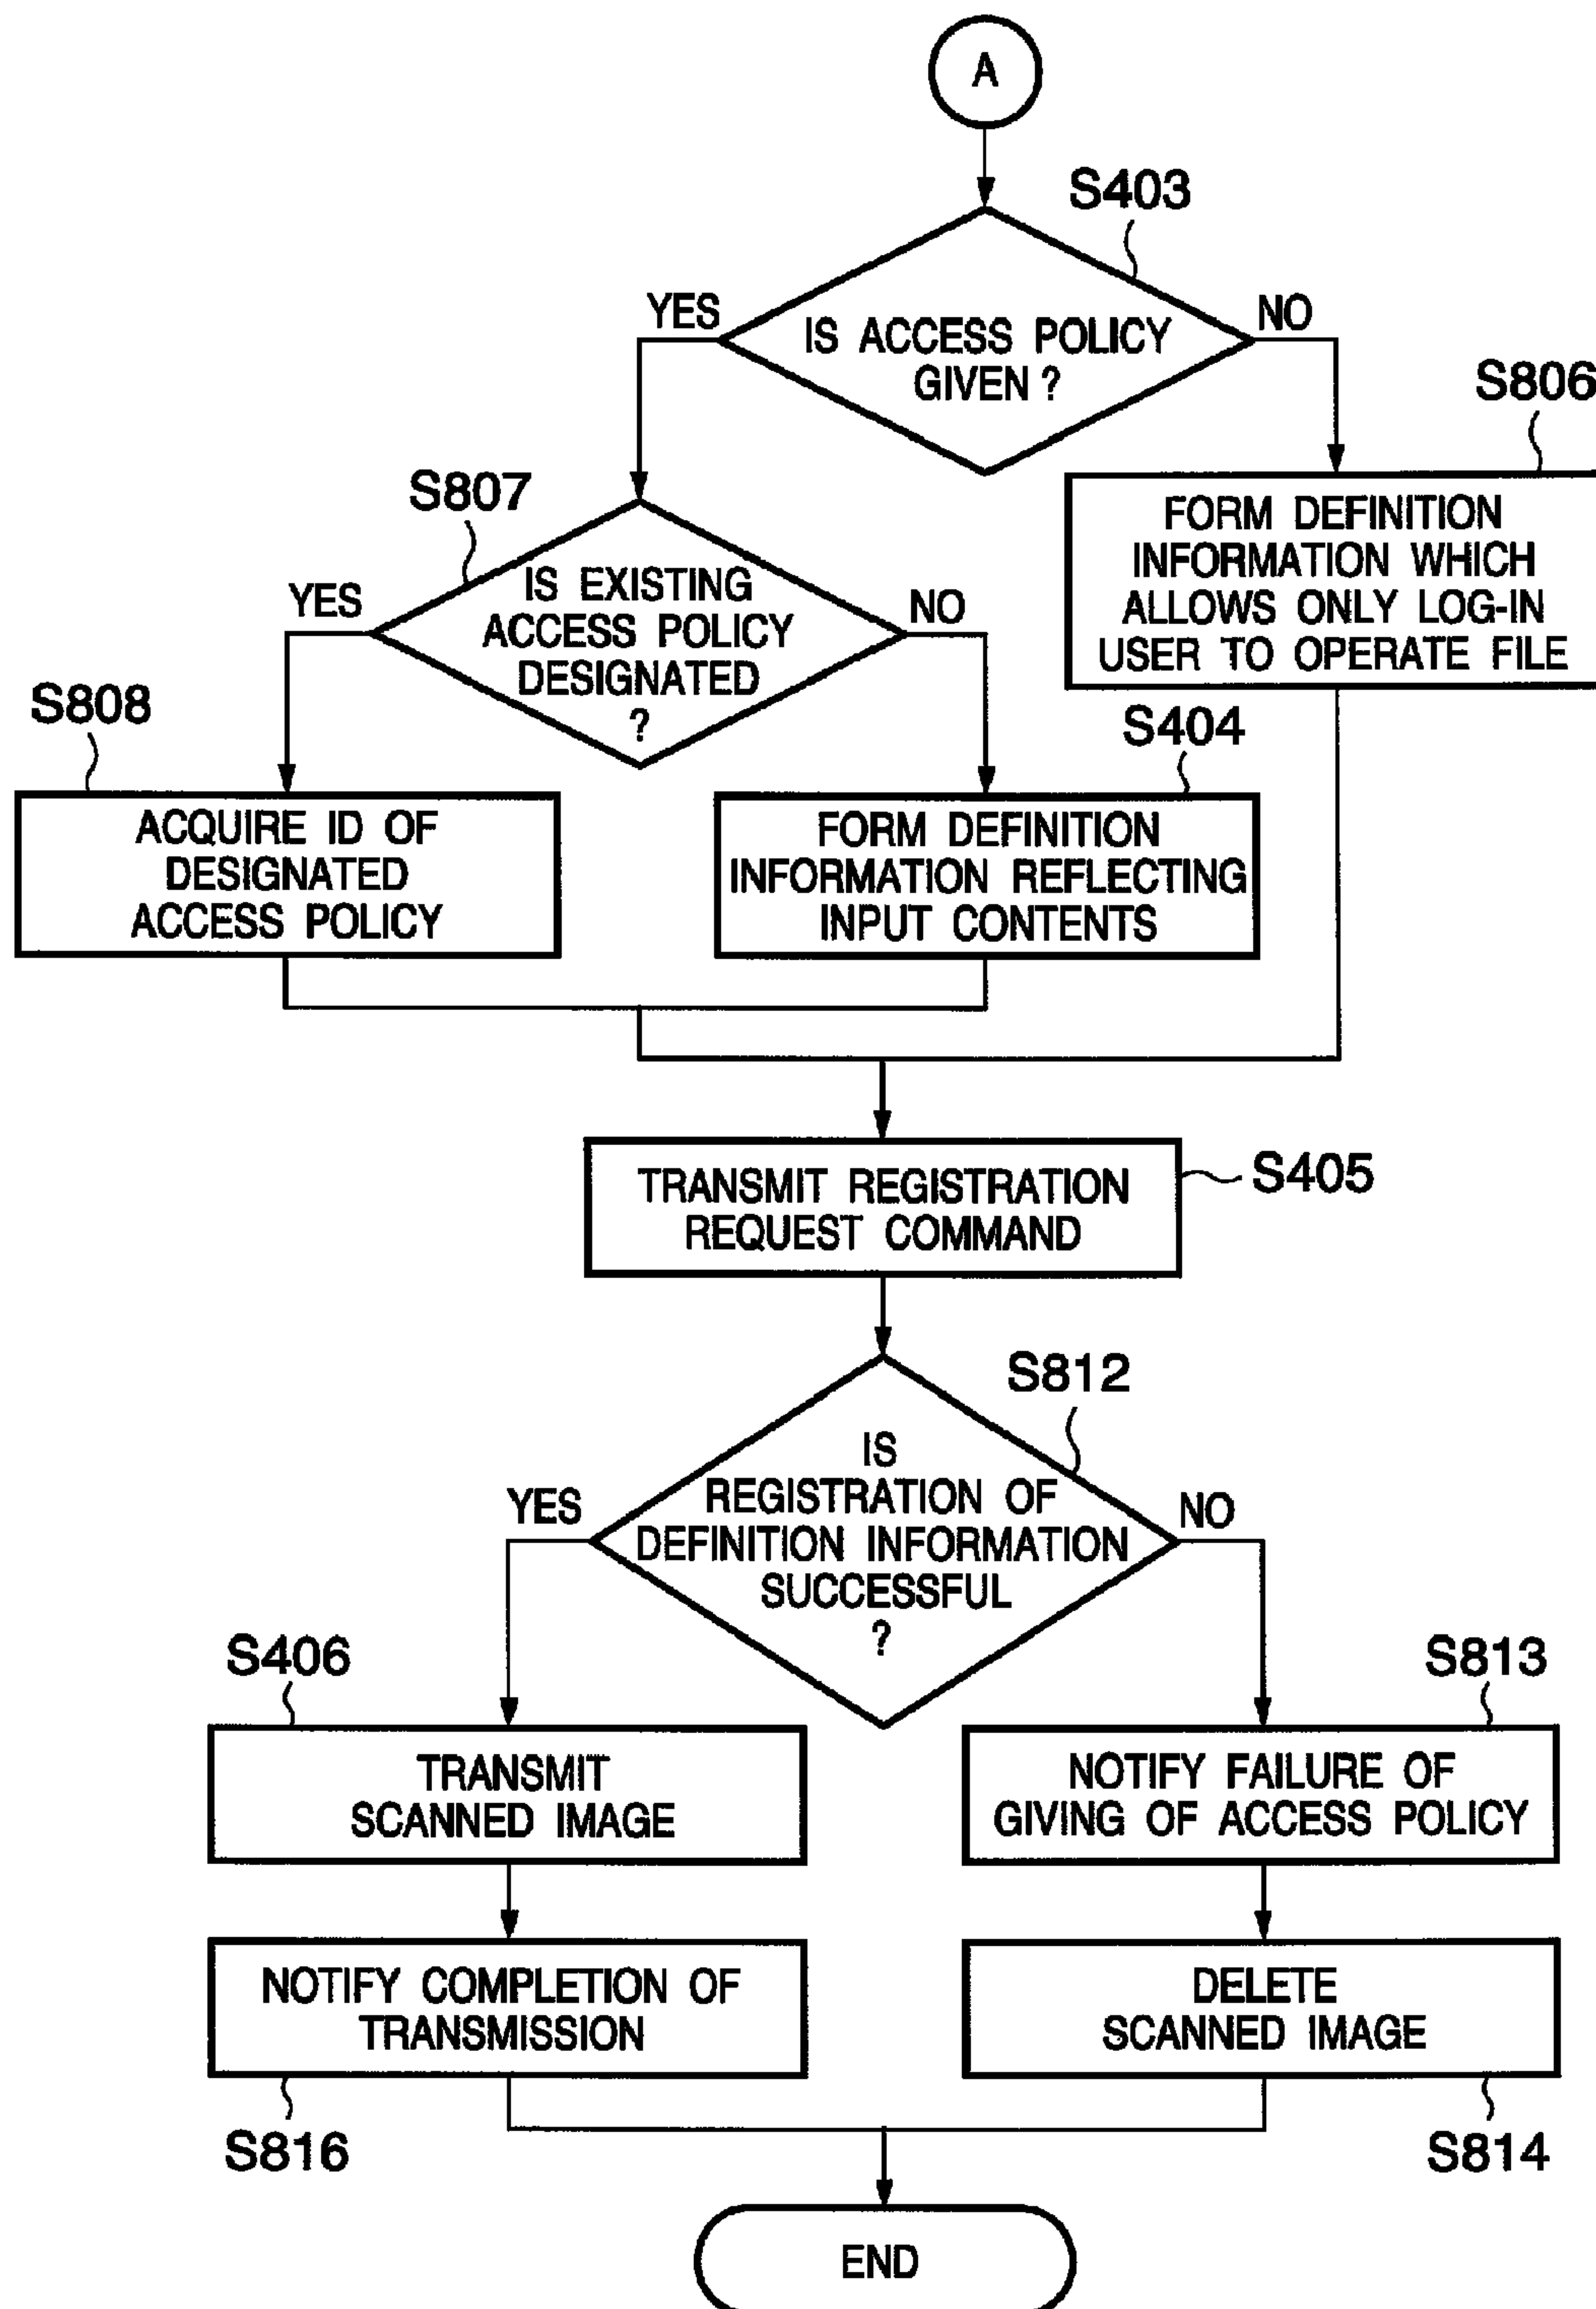 A
S403
YES
NO
IS ACCESS POLICY
GIVEN ?
S806
FORM DEFINITION
INFORMATION WHICH
ALLOWS ONLY LOG-IN
USER TO OPERATE FILE
S807
YES
NO
IS EXISTING
ACCESS POLICY
DESIGNATED
?
S808
ACQUIRE ID OF
DESIGNATED
ACCESS POLICY
S404
FORM DEFINITION
INFORMATION REFLECTING
INPUT CONTENTS
TRANSMIT REGISTRATION
REQUEST COMMAND
S405
S812
YES
NO
IS
REGISTRATION OF
DEFINITION INFORMATION
SUCCESSFUL
?
S406
TRANSMIT
SCANNED IMAGE
S813
NOTIFY FAILURE OF
GIVING OF ACCESS POLICY
NOTIFY COMPLETION OF
TRANSMISSION
S816
DELETE
SCANNED IMAGE
S814
END